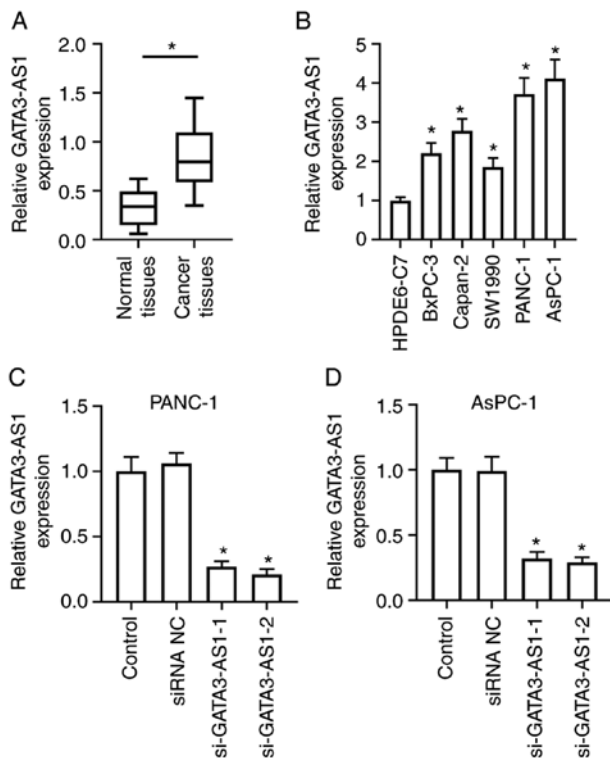 A
Relative GATA3-AS1
expression
2.0
1.5
1.0
0.5
0.0
*
Normal
tissues
Cancer
tissues
B
Relative GATA3-AS1
expression
5
4
3
2
1
0
*
*
*
*
*
HPDE6-C7
BxPC-3
Capan-2
SW1990
PANC-1
AsPC-1
C
PANC-1
Relative GATA3-AS1
expression
1.5
1.0
0.5
0.0
*
*
Control
siRNA NC
si-GATA3-AS1-1
si-GATA3-AS1-2
D
AsPC-1
Relative GATA3-AS1
expression
1.5
1.0
0.5
0.0
*
*
Control
siRNA NC
si-GATA3-AS1-1
si-GATA3-AS1-2